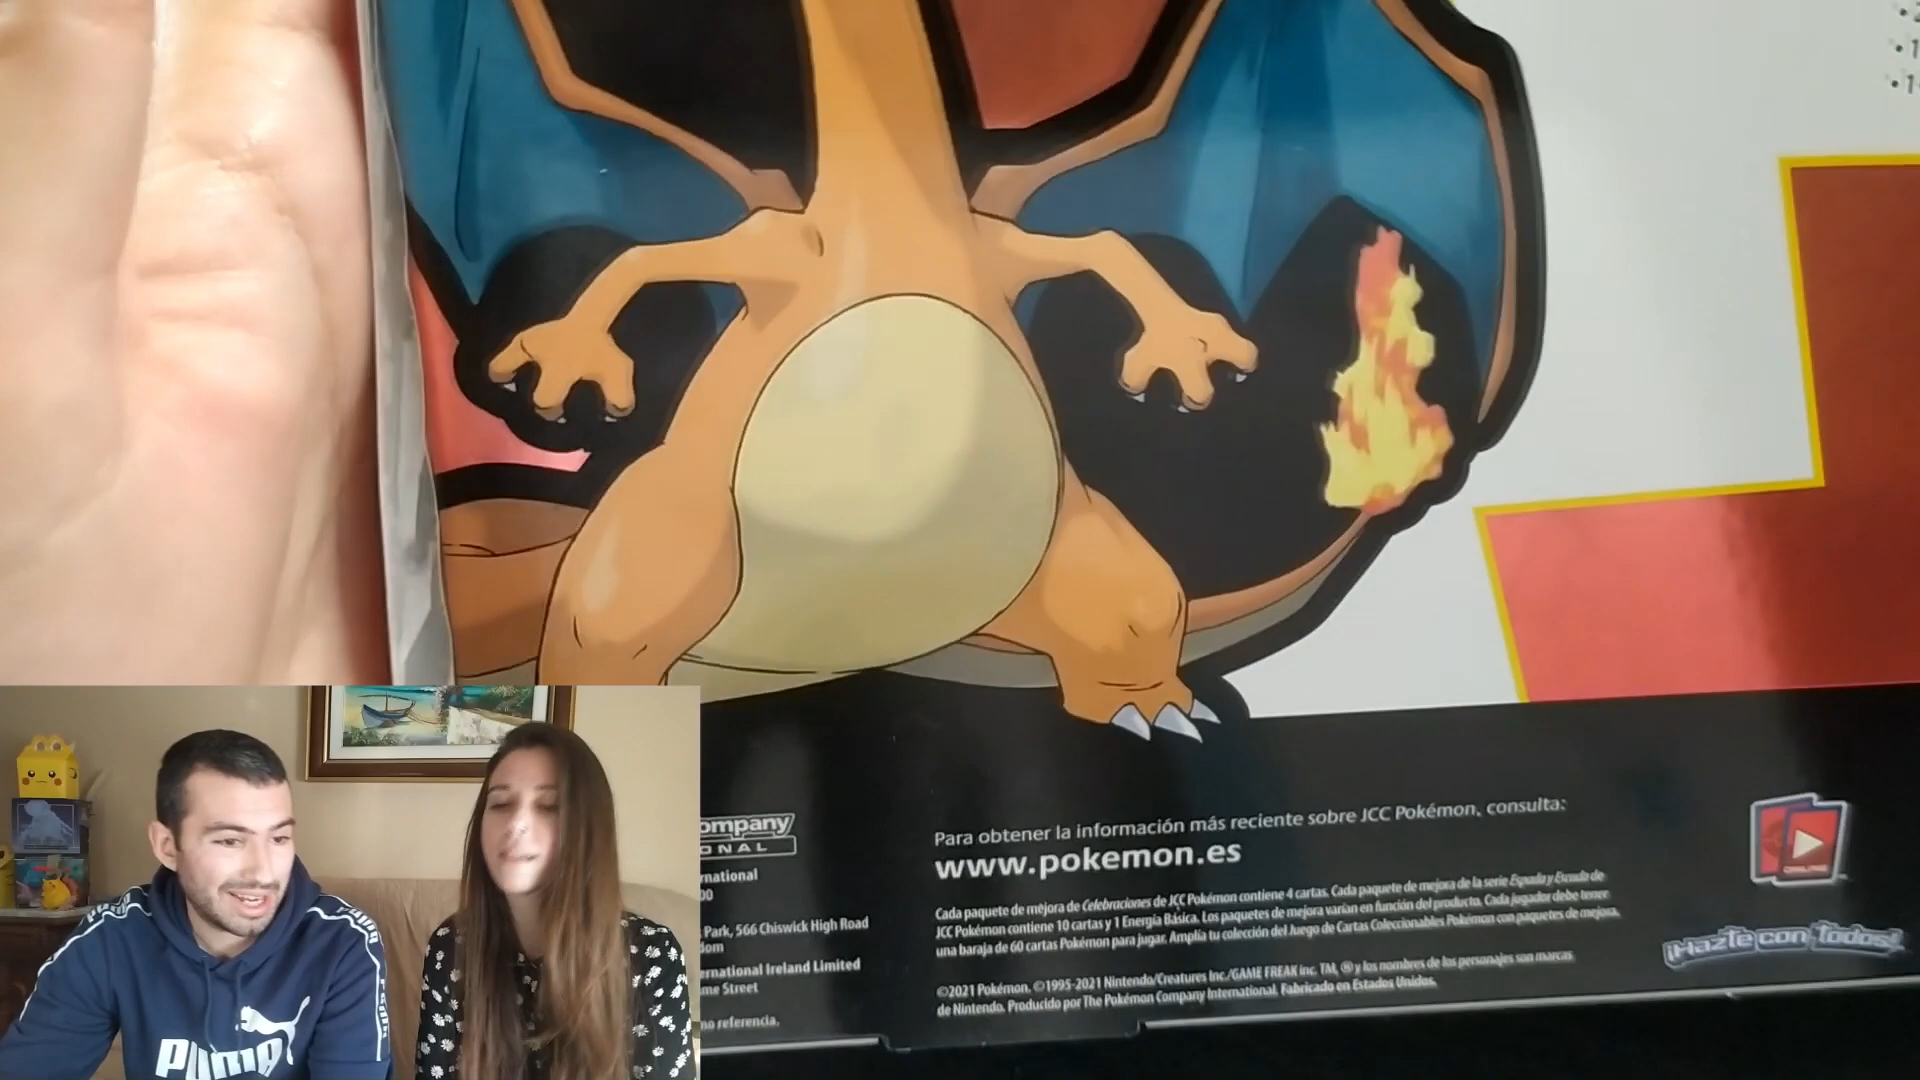 ompany
ONAL
rnational
00
Park, 566 Chiswick High Road
dom
ernational Ireland Limited
me Street
no referencia.
Para obtener la información más reciente sobre JCC Pokémon, consulta:
www.pokemon.es
Cada paquete de mejora de Celebraciones de JCC Pokémon contiene 4 cartas. Cada paquete de mejora de la serie Espada y Escudo de
JCC Pokémon contiene 10 cartas y 1 Energía Básica. Los paquetes de mejora varían en función del producto. Cada jugador debe tener
una baraja de 60 cartas Pokémon para jugar. Amplía tu colección del Juego de Cartas Coleccionables Pokémon con paquetes de mejora.
©2021 Pokémon. ©1995-2021 Nintendo/Creatures Inc./GAME FREAK inc. TM, ® y los nombres de los personajes son marcas
de Nintendo. Producido por The Pokémon Company International. Fabricado en Estados Unidos.
ONLINE
¡Hazte con Todos!
PUMA